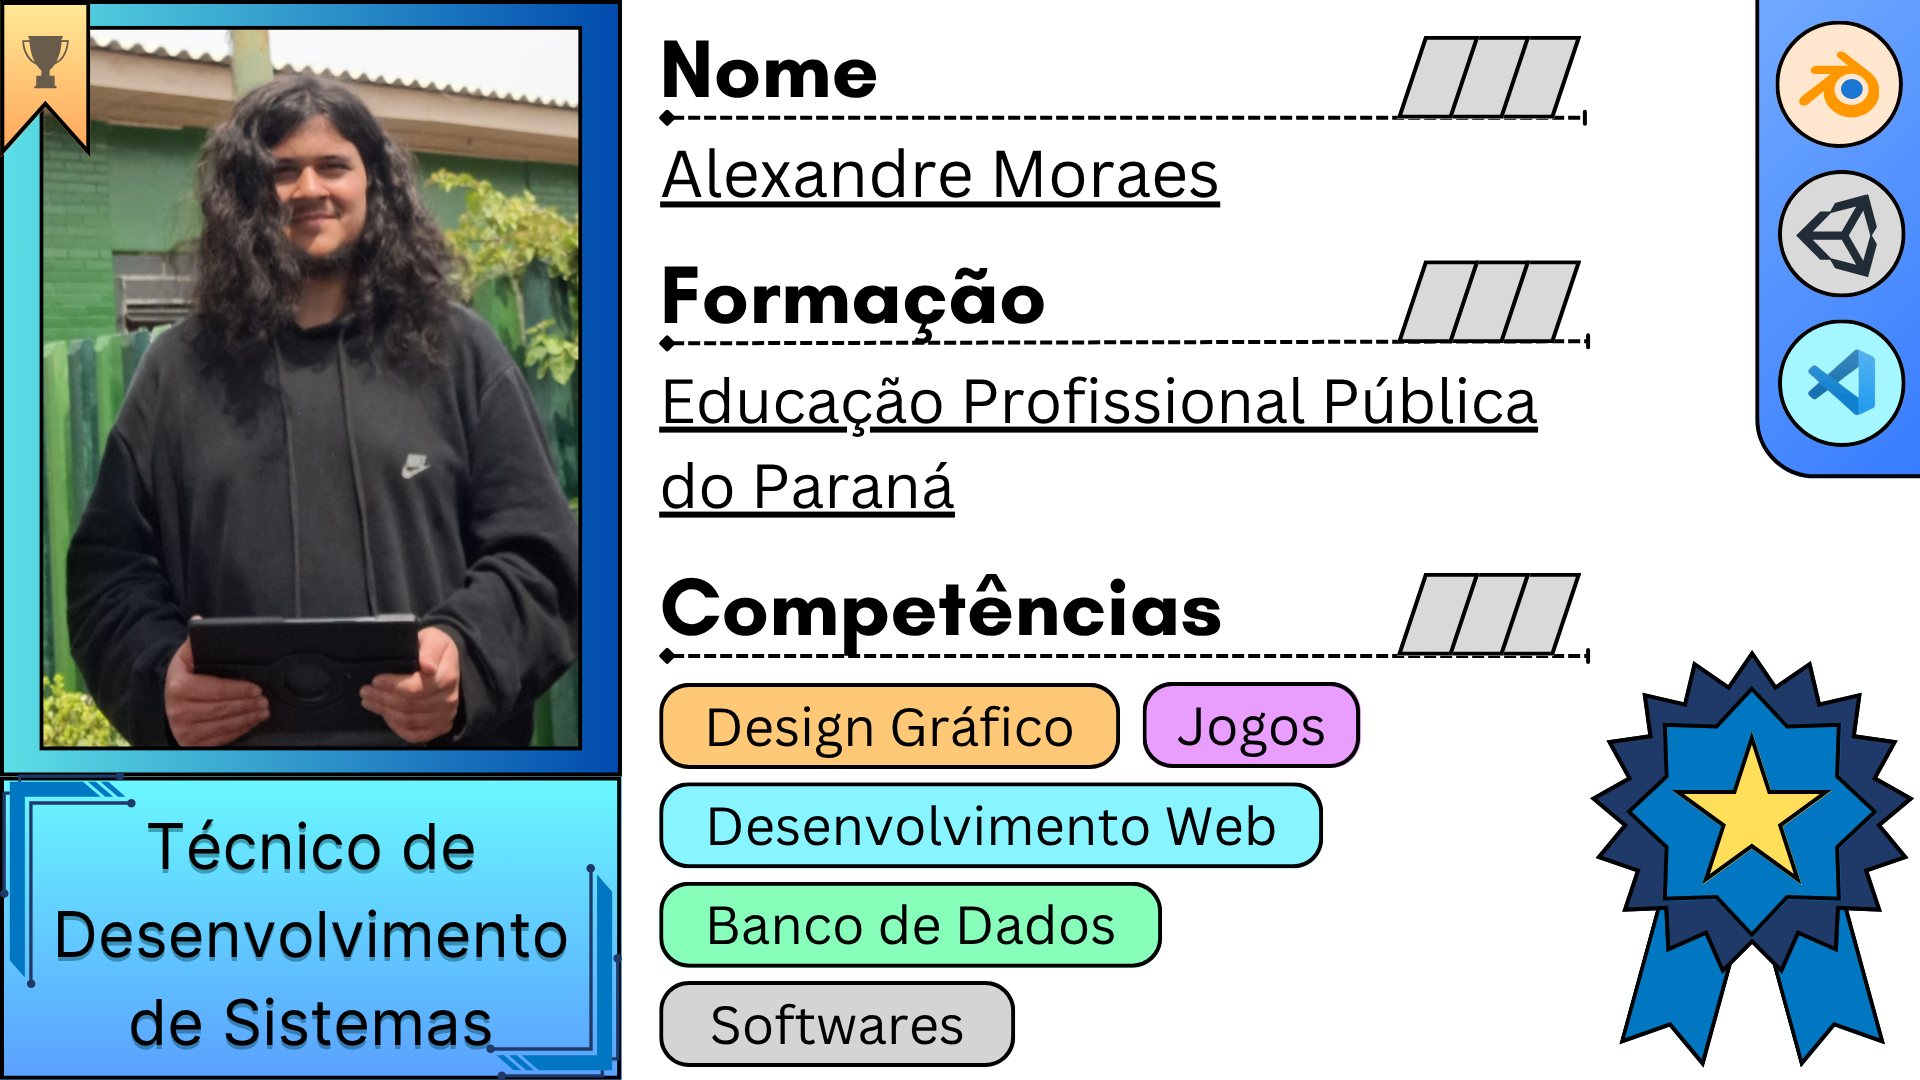 Nome
Alexandre Moraes
Formação
Educação Profissional Pública
do Paraná
Competências
Design Gráfico
Jogos
Desenvolvimento Web
Banco de Dados
Softwares
Técnico de
Desenvolvimento
de Sistemas